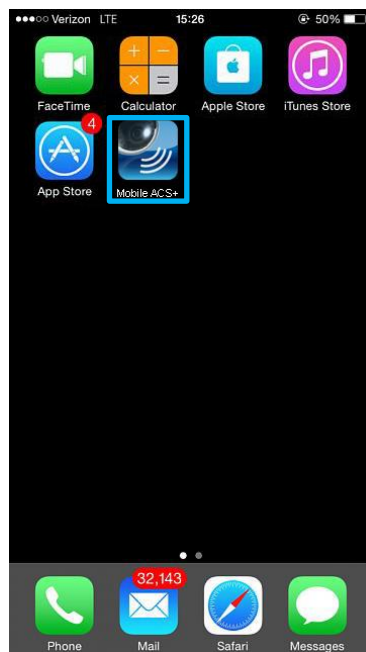 Verizon LTE 15:26 50%
FaceTime Calculator Apple Store iTunes Store
4
App Store Mobile ACS+
32,143
Phone Mail Safari Messages